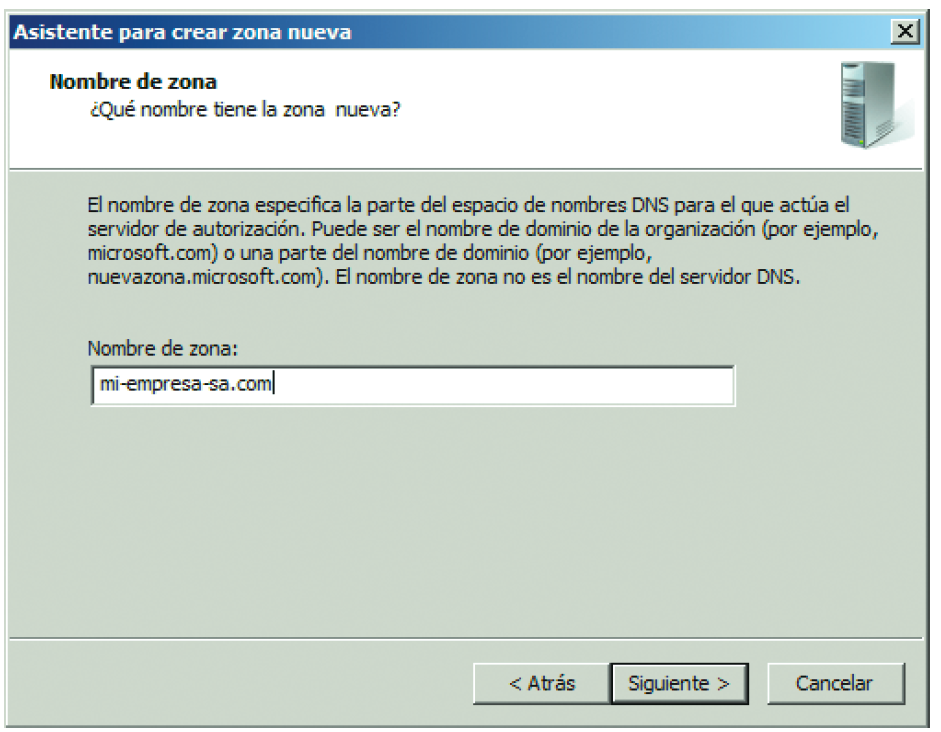 Asistente para crear zona nueva
Nombre de zona
¿Qué nombre tiene la zona nueva?
El nombre de zona especifica la parte del espacio de nombres DNS para el que actúa el
servidor de autorización. Puede ser el nombre de dominio de la organización (por ejemplo,
microsoft.com) o una parte del nombre de dominio (por ejemplo,
nuevazona.microsoft.com). El nombre de zona no es el nombre del servidor DNS.
Nombre de zona:
mi-empresa-sa.com
< Atrás
Siguiente >
Cancelar